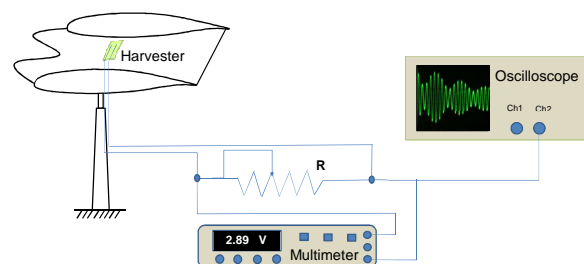 Harvester
Oscilloscope
Ch1 Ch2
R
2.89 V
Multimeter